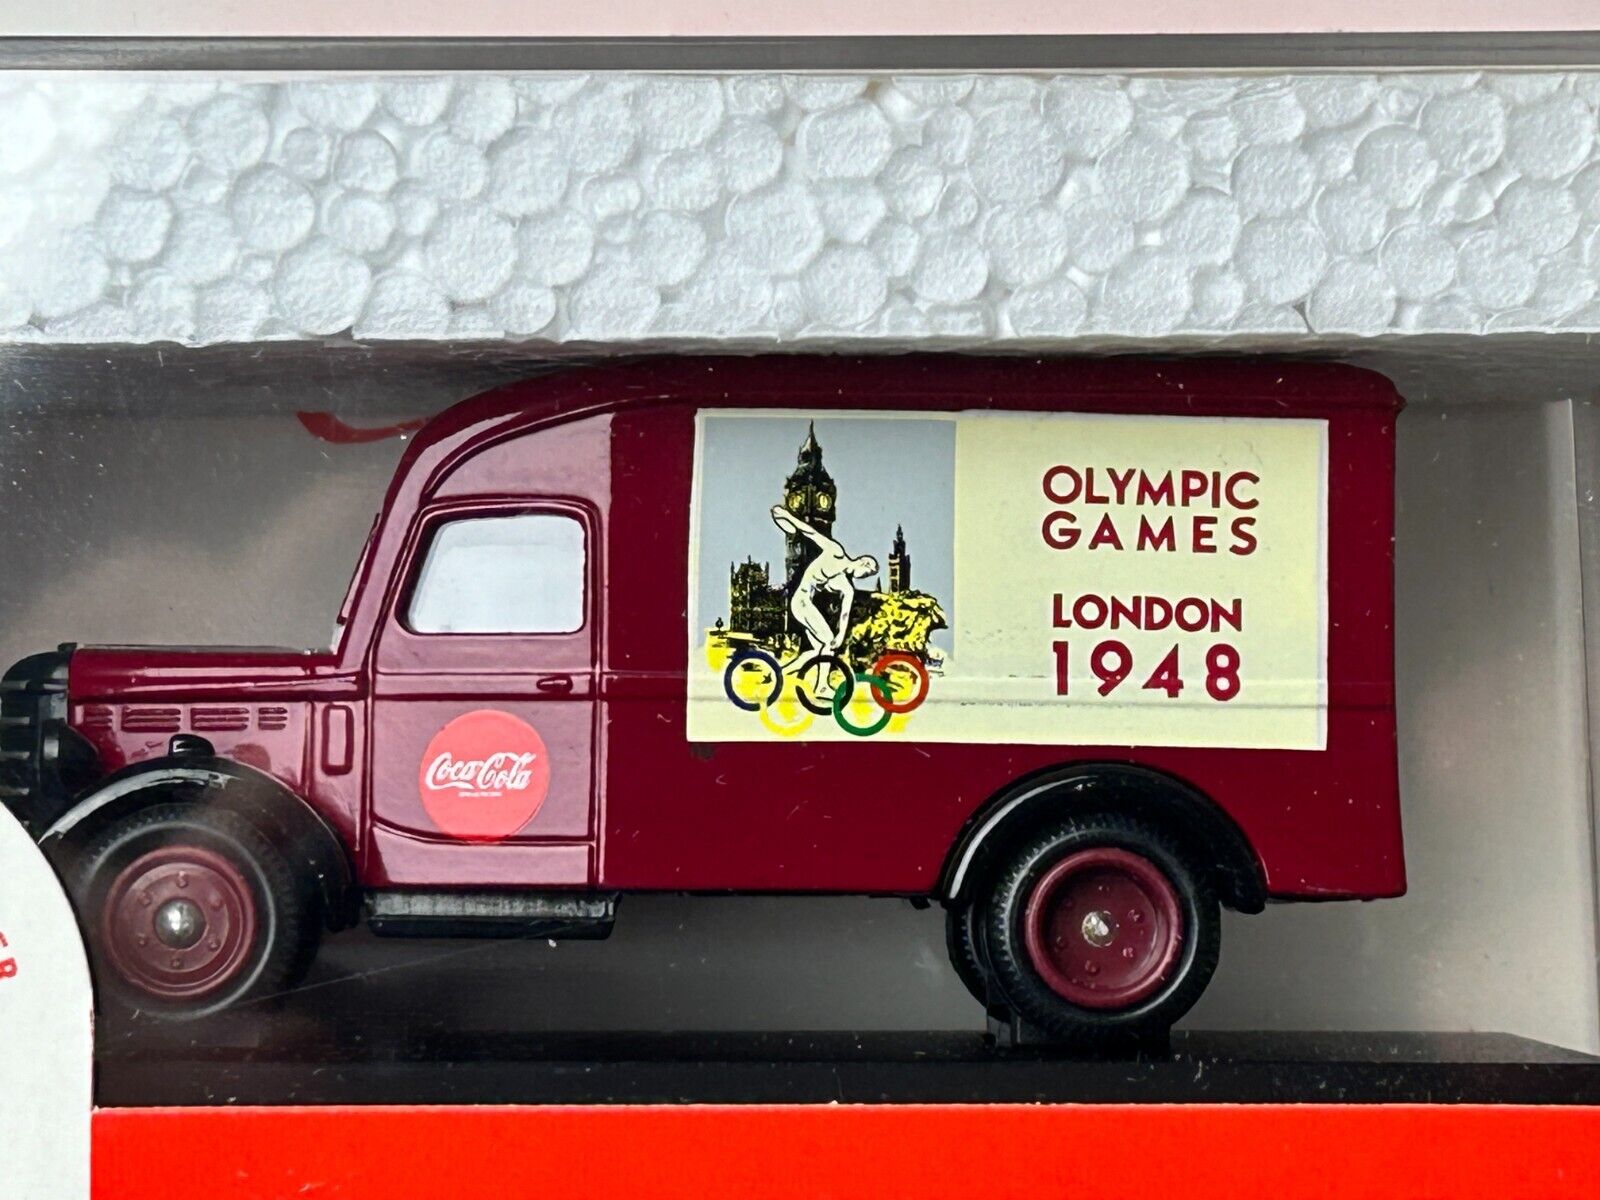 OLYMPIC
GAMES
LONDON
1948
Coca-Cola